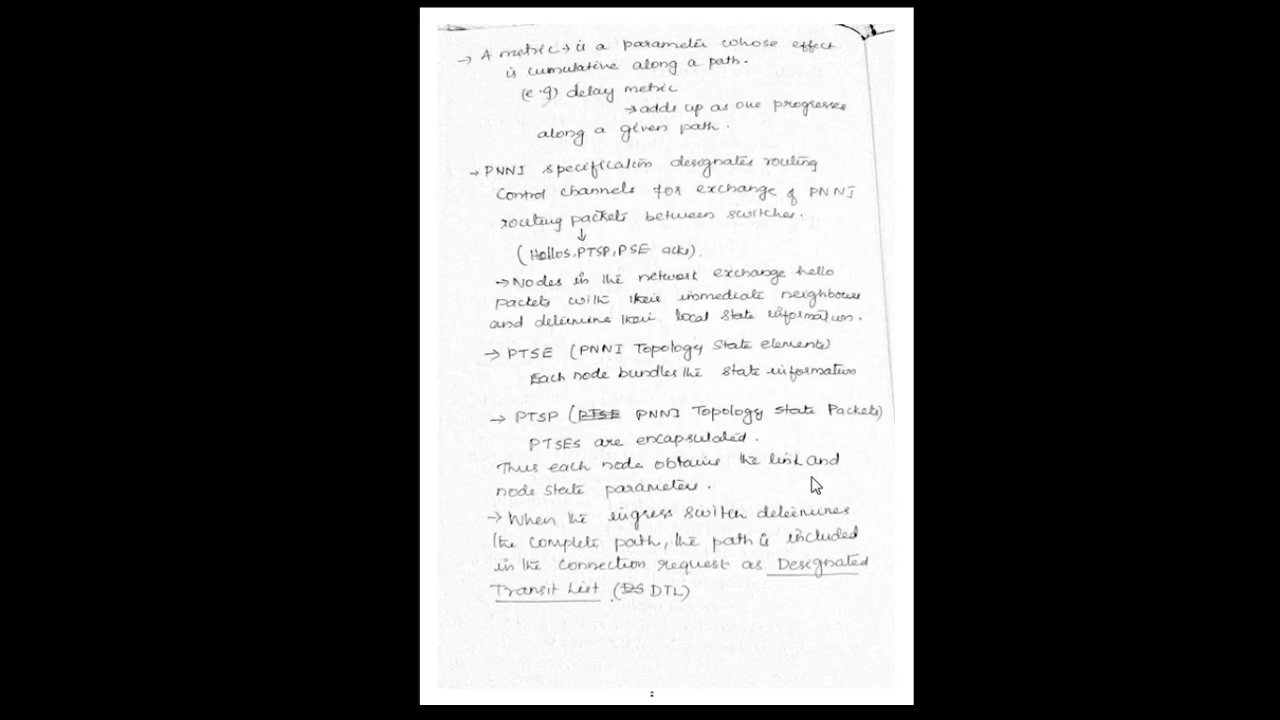 → A metric → is a parameter whose effect
is cumulative along a path.
(e.g) delay metric
→ adds up as one progresses
along a given path.
→ PNNI specification designates routing
control channels for exchange of PNNI
routing packets between switches.
↓
(Hellos, PTSP, PSE acks).
→ Nodes in the network exchange hello
packets with their immediate neighbours
and determine their local state information.
→ PTSE (PNNI Topology State elements)
Each node bundles the state information
→ PTSP (PTSE PNNI Topology State Packets)
PTSEs are encapsulated.
Thus each node obtains the link and
node state parameters.
→ When the ingress switch determines
the complete path, the path is included
in the connection request as Designated
Transit List (DS DTL)